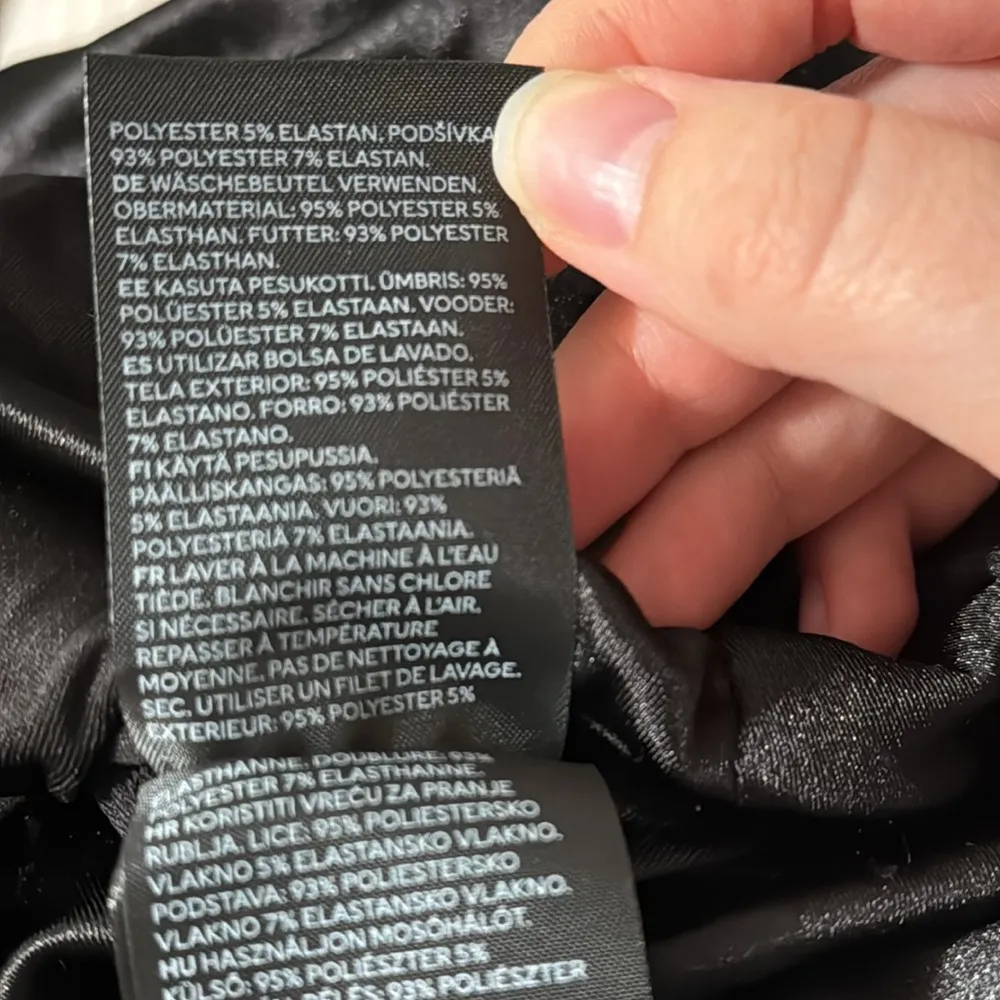 POLYESTER 5% ELASTAN. PODŠÍVKA
93% POLYESTER 7% ELASTAN.
DE WÄSCHEBEUTEL VERWENDEN.
OBERMATERIAL: 95% POLYESTER 5%
ELASTHAN. FUTTER: 93% POLYESTER
7% ELASTHAN.
EE KASUTA PESUKOTTI. ÜMBRIS: 95%
POLÜESTER 5% ELASTAAN. VOODER:
93% POLÜESTER 7% ELASTAAN.
ES UTILIZAR BOLSA DE LAVADO.
TELA EXTERIOR: 95% POLIÉSTER 5%
ELASTANO. FORRO: 93% POLIÉSTER
7% ELASTANO.
FI KÄYTÄ PESUPUSSIA.
PÄÄLLISKANGAS: 95% POLYESTERIÄ
5% ELASTAANIA. VUORI: 93%
POLYESTERIÄ 7% ELASTAANIA.
FR LAVER À LA MACHINE À L'EAU
TIÈDE. BLANCHIR SANS CHLORE
SI NÉCESSAIRE. SÉCHER À L'AIR.
REPASSER À TEMPÉRATURE
MOYENNE. PAS DE NETTOYAGE À
SEC. UTILISER UN FILET DE LAVAGE.
EXTERIEUR: 95% POLYESTER 5%
POLYESTER 7% ELASTHANNE.
HR KORISTITI VREĆU ZA PRANJE
RUBLJA. LICE: 95% POLIESTERSKO
VLAKNO 5% ELASTANSKO VLAKNO.
PODSTAVA: 93% POLIESTERSKO
VLAKNO 7% ELASTANSKO VLAKNO.
HU HASZNÁLJON MOSÓHÁLÓT.
KÜLSŐ: 95% POLIÉSZTER 5%
93% POLIÉSZTER